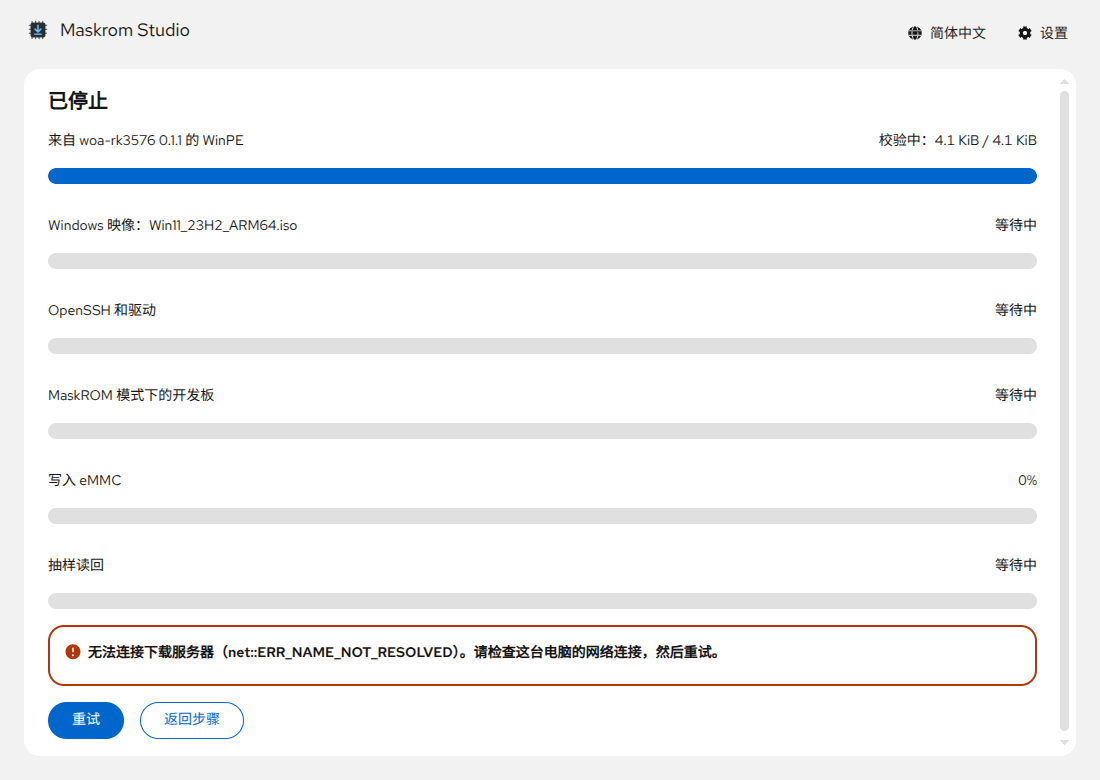 Maskrom Studio
简体中文
设置
已停止
来自 woa-rk3576 0.1.1 的 WinPE
校验中：4.1 KiB / 4.1 KiB
Windows 映像：Win11_23H2_ARM64.iso
等待中
OpenSSH 和驱动
等待中
MaskROM 模式下的开发板
等待中
写入 eMMC
0%
抽样读回
等待中
无法连接下载服务器（net::ERR_NAME_NOT_RESOLVED）。请检查这台电脑的网络连接，然后重试。
重试
返回步骤